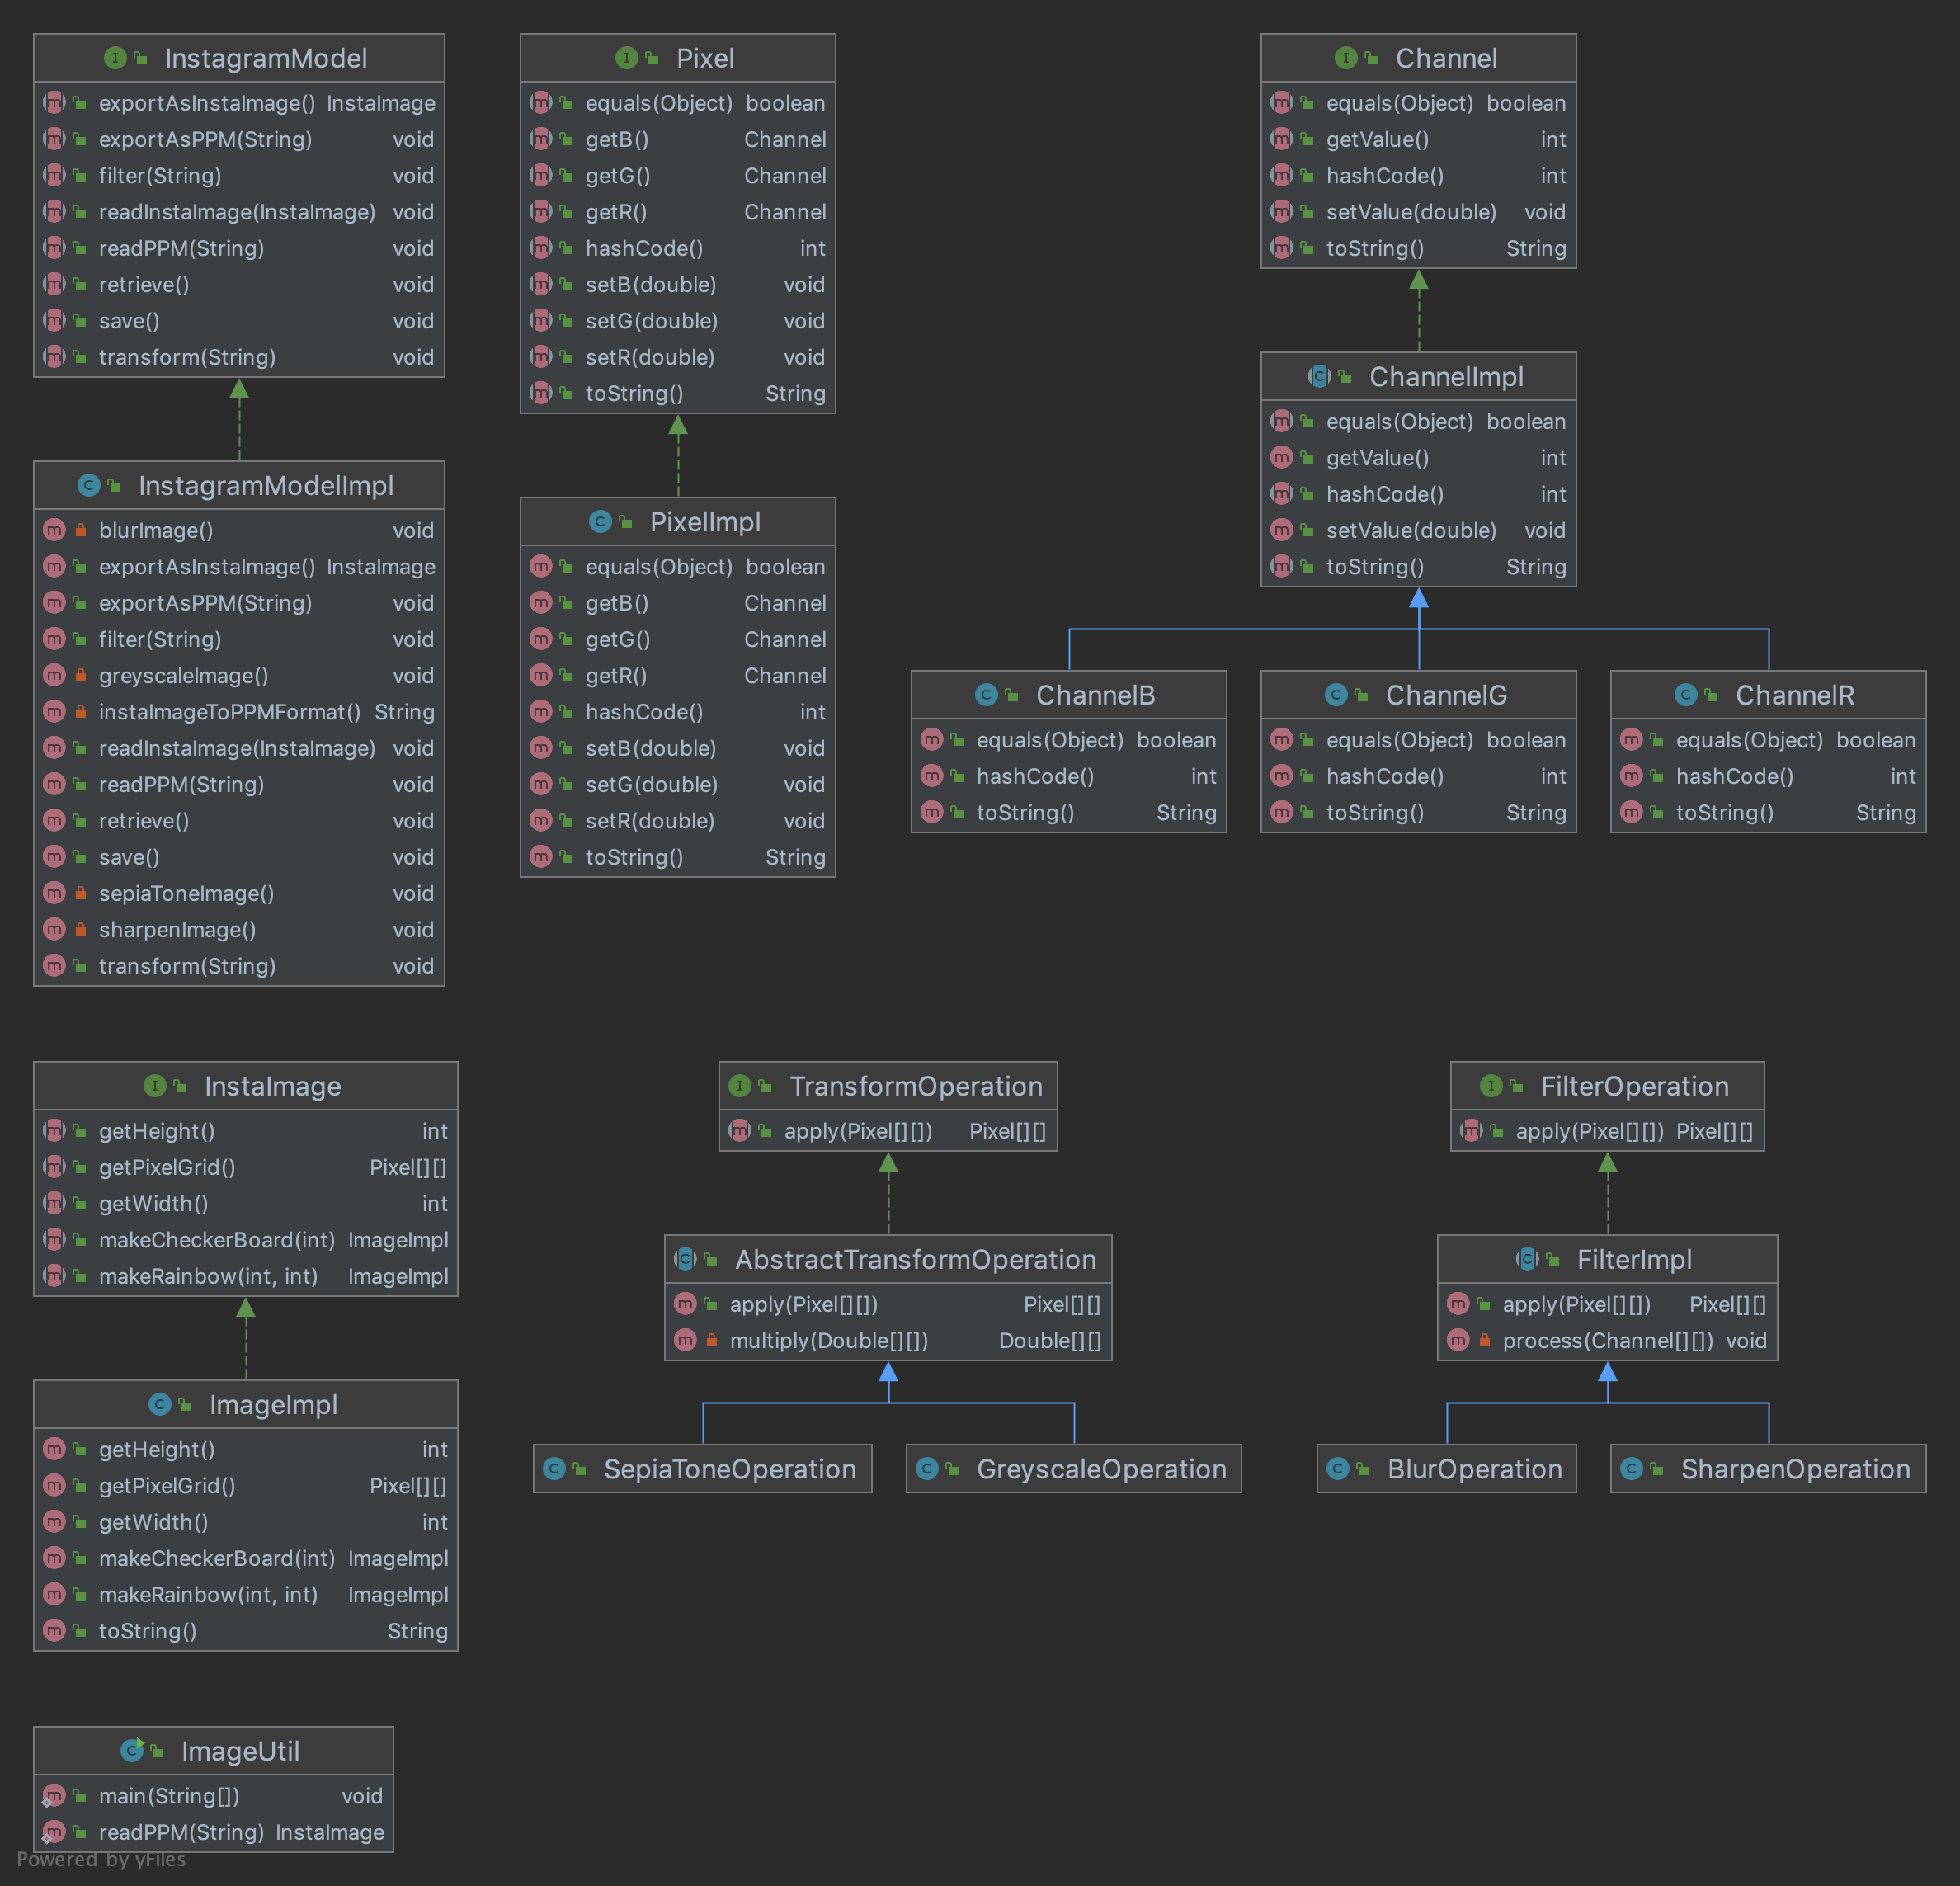 InstagramModel
exportAsInstaImage() InstaImage
exportAsPPM(String) void
filter(String) void
readInstaImage(InstaImage) void
readPPM(String) void
retrieve() void
save() void
transform(String) void
InstagramModelImpl
blurImage() void
exportAsInstaImage() InstaImage
exportAsPPM(String) void
filter(String) void
greyscaleImage() void
instaImageToPPMFormat() String
readInstaImage(InstaImage) void
readPPM(String) void
retrieve() void
save() void
sepiaToneImage() void
sharpenImage() void
transform(String) void
Pixel
equals(Object) boolean
getB() Channel
getG() Channel
getR() Channel
hashCode() int
setB(double) void
setG(double) void
setR(double) void
toString() String
PixelImpl
equals(Object) boolean
getB() Channel
getG() Channel
getR() Channel
hashCode() int
setB(double) void
setG(double) void
setR(double) void
toString() String
Channel
equals(Object) boolean
getValue() int
hashCode() int
setValue(double) void
toString() String
ChannelImpl
equals(Object) boolean
getValue() int
hashCode() int
setValue(double) void
toString() String
ChannelB
equals(Object) boolean
hashCode() int
toString() String
ChannelG
equals(Object) boolean
hashCode() int
toString() String
ChannelR
equals(Object) boolean
hashCode() int
toString() String
InstaImage
getHeight() int
getPixelGrid() Pixel[][]
getWidth() int
makeCheckerBoard(int) ImageImpl
makeRainbow(int, int) ImageImpl
ImageImpl
getHeight() int
getPixelGrid() Pixel[][]
getWidth() int
makeCheckerBoard(int) ImageImpl
makeRainbow(int, int) ImageImpl
toString() String
TransformOperation
apply(Pixel[][]) Pixel[][]
AbstractTransformOperation
apply(Pixel[][]) Pixel[][]
multiply(Double[][]) Double[][]
SepiaToneOperation
GreyscaleOperation
FilterOperation
apply(Pixel[][]) Pixel[][]
FilterImpl
apply(Pixel[][]) Pixel[][]
process(Channel[][]) void
BlurOperation
SharpenOperation
ImageUtil
main(String[]) void
readPPM(String) InstaImage
Powered by yFiles